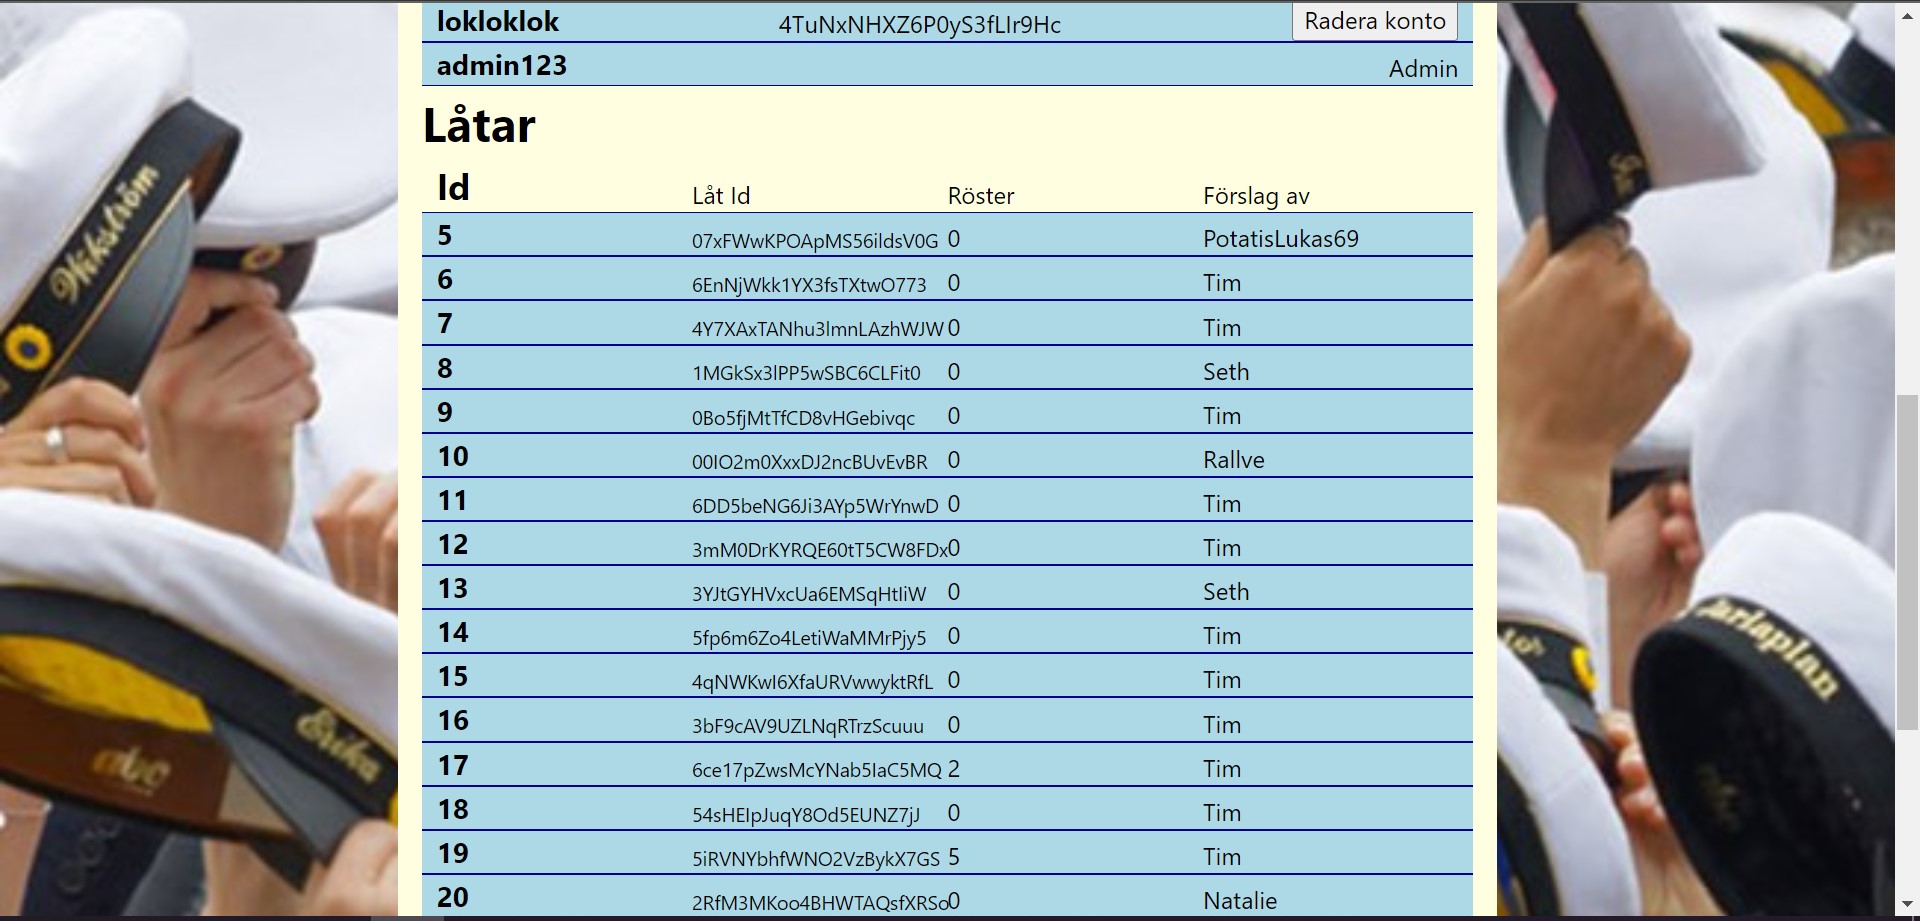 lokloklok 4TuNxNHXZ6P0yS3fLIr9Hc Radera konto
admin123 Admin
Låtar
Id Låt Id Röster Förslag av
5 07xFWwKPOApMS56ildsV0G 0 PotatisLukas69
6 6EnNjWkk1YX3fsTXtwO773 0 Tim
7 4Y7XAxTANhu3lmnLAzhWJW 0 Tim
8 1MGkSx3lPP5wSBC6CLFit0 0 Seth
9 0Bo5fjMtTfCD8vHGebivqc 0 Tim
10 00IO2m0XxxDJ2ncBUvEvBR 0 Rallve
11 6DD5beNG6Ji3AYp5WrYnwD 0 Tim
12 3mM0DrKYRQE60tT5CW8FDx 0 Tim
13 3YJtGYHVxcUa6EMSqHtIiW 0 Seth
14 5fp6m6Zo4LetiWaMMrPjy5 0 Tim
15 4qNWKwI6XfaURVwwyktRfL 0 Tim
16 3bF9cAV9UZLNqRTrzScuuu 0 Tim
17 6ce17pZwsMcYNab5IaC5MQ 2 Tim
18 54sHEIpJuqY8Od5EUNZ7jJ 0 Tim
19 5iRVNYbhfWNO2VzBykX7GS 5 Tim
20 2RfM3MKoo4BHWTAQsfXRSo 0 Natalie
Wikström
Erika
abc